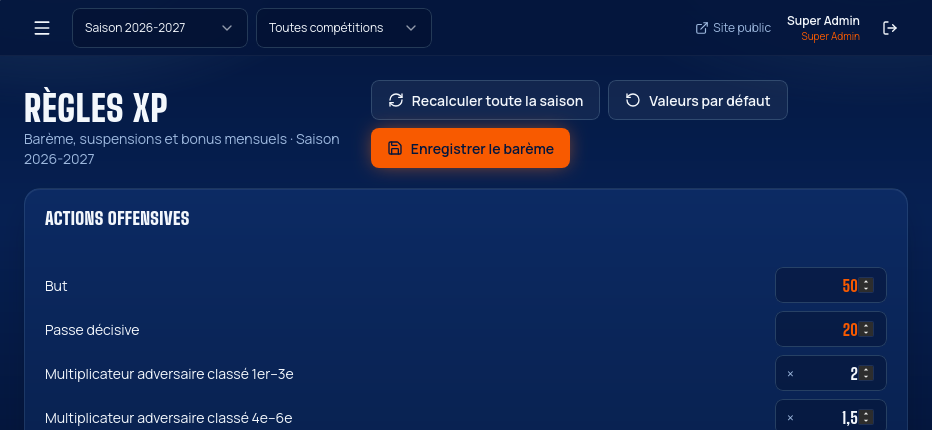 Saison 2026-2027
Toutes compétitions
Site public
Super Admin
Super Admin
RÈGLES XP
Barème, suspensions et bonus mensuels · Saison
2026-2027
Recalculer toute la saison
Valeurs par défaut
Enregistrer le barème
ACTIONS OFFENSIVES
But
50
Passe décisive
20
Multiplicateur adversaire classé 1er–3e
× 2
Multiplicateur adversaire classé 4e–6e
× 1,5